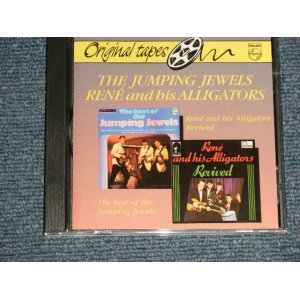 Original tapes
PHILIPS
THE JUMPING JEWELS
RENÉ and his ALLIGATORS
The best of
the
Jumping Jewels
René and his Alligators
Revived
René
and his Alligators
Revived
The best of the
Jumping Jewels